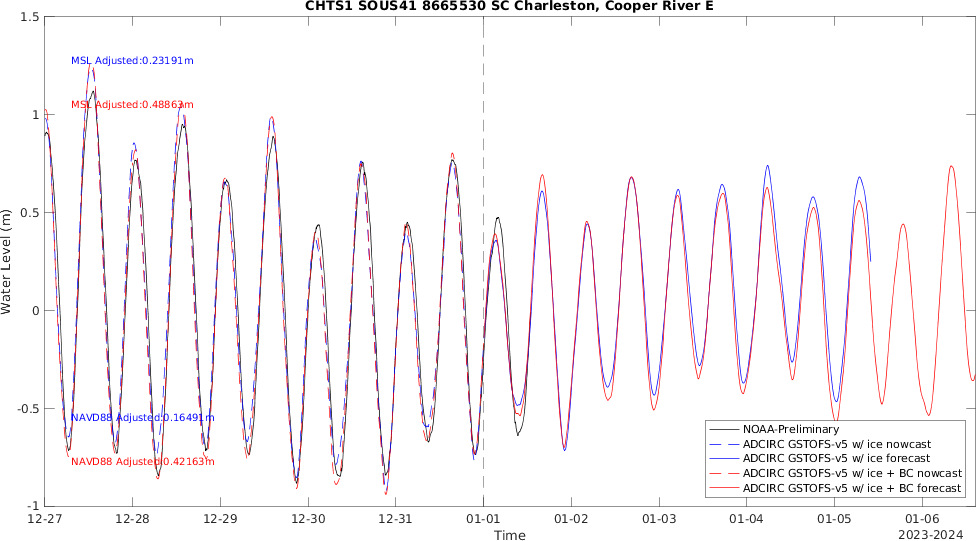 CHTS1 SOUS41 8665530 SC Charleston, Cooper River E
1.5
1
0.5
0
-0.5
-1
Water Level (m)
MSL Adjusted:0.23191m
MSL Adjusted:0.48863m
NAVD88 Adjusted:0.16491m
NAVD88 Adjusted:0.42163m
NOAA-Preliminary
ADCIRC GSTOFS-v5 w/ ice nowcast
ADCIRC GSTOFS-v5 w/ ice forecast
ADCIRC GSTOFS-v5 w/ ice + BC nowcast
ADCIRC GSTOFS-v5 w/ ice + BC forecast
12-27 12-28 12-29 12-30 12-31 01-01 01-02 01-03 01-04 01-05 01-06
Time
2023-2024